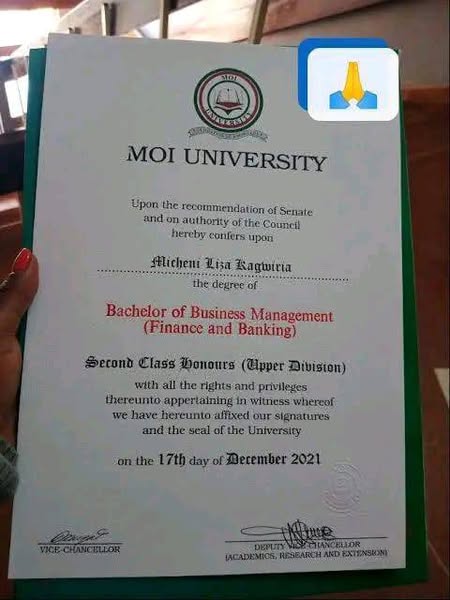 MOI
UNIVERSITY
MOI UNIVERSITY
Upon the recommendation of Senate
and on authority of the Council
hereby confers upon
Micheni Liza Kagwiria
the degree of
Bachelor of Business Management
(Finance and Banking)
Second Class Honours (Upper Division)
with all the rights and privileges
thereunto appertaining in witness whereof
we have hereunto affixed our signatures
and the seal of the University
on the 17th day of December 2021
VICE-CHANCELLOR
DEPUTY VICE-CHANCELLOR
(ACADEMICS, RESEARCH AND EXTENSION)